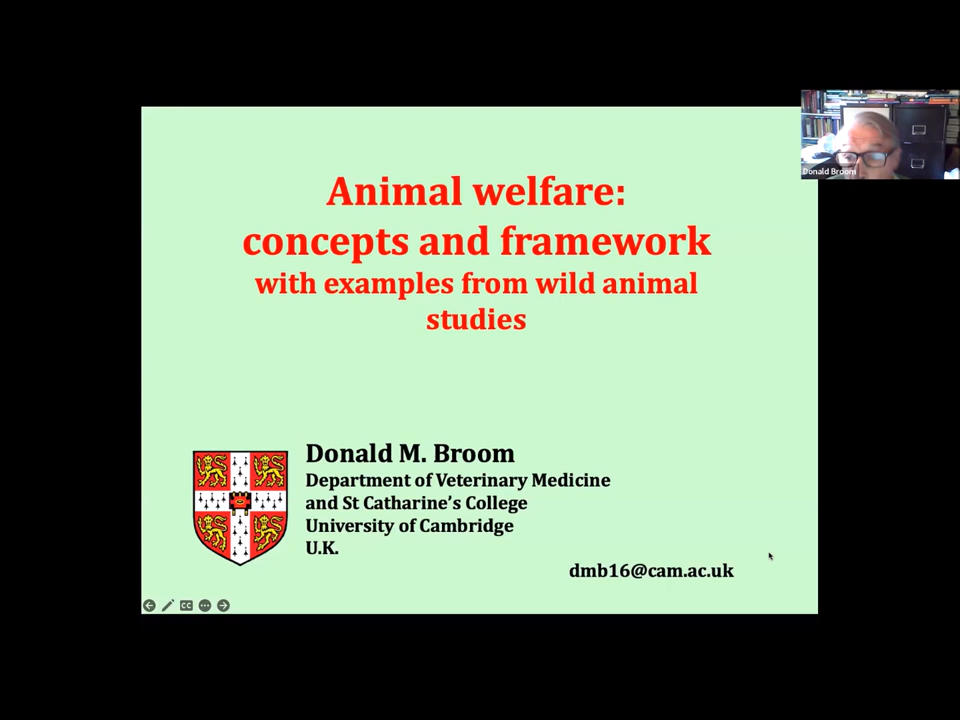 Animal welfare:
concepts and framework
with examples from wild animal
studies
Donald Broom
Donald M. Broom
Department of Veterinary Medicine
and St Catharine's College
University of Cambridge
U.K.
dmb16@cam.ac.uk
CC